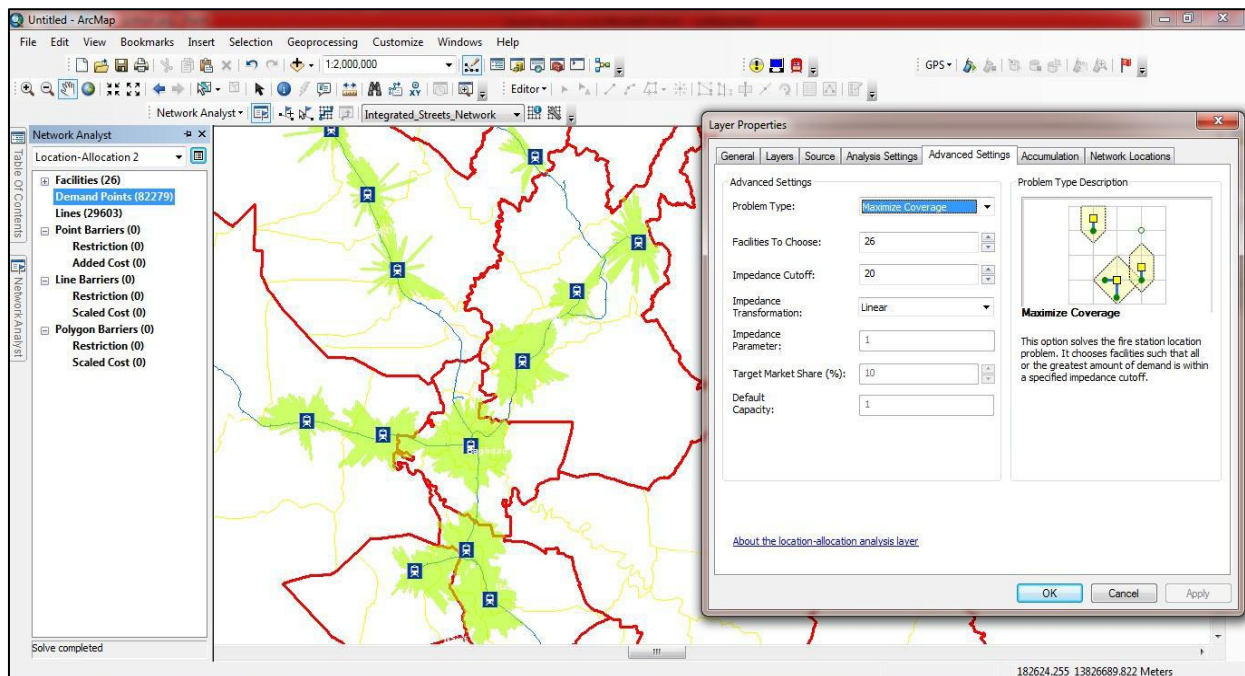 Untitled - ArcMap
File Edit View Bookmarks Insert Selection Geoprocessing Customize Windows Help
1:2,000,000
GPS
Editor
Network Analyst
Integrated_Streets_Network
Table Of Contents
Network Analyst
Network Analyst
Location-Allocation 2
Facilities (26)
Demand Points (82279)
Lines (29603)
Point Barriers (0)
Restriction (0)
Added Cost (0)
Line Barriers (0)
Restriction (0)
Scaled Cost (0)
Polygon Barriers (0)
Restriction (0)
Scaled Cost (0)
Solve completed
Baghdad
Layer Properties
General Layers Source Analysis Settings Advanced Settings Accumulation Network Locations
Advanced Settings
Problem Type: Maximize Coverage
Facilities To Choose: 26
Impedance Cutoff: 20
Impedance
Transformation: Linear
Impedance
Parameter: 1
Target Market Share (%): 10
Default
Capacity: 1
About the location-allocation analysis layer
Problem Type Description
Maximize Coverage
This option solves the fire station location
problem. It chooses facilities such that all
or the greatest amount of demand is within
a specified impedance cutoff.
OK Cancel Apply
182624.255 13826689.822 Meters